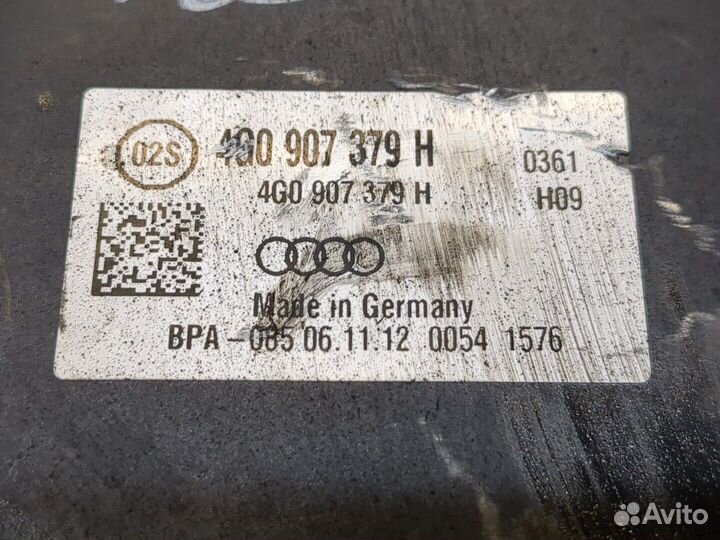 02S 4G0 907 379 H 0361
4G0 907 379 H H09
Made in Germany
BPA-085 06.11.12 0054 1576
Avito